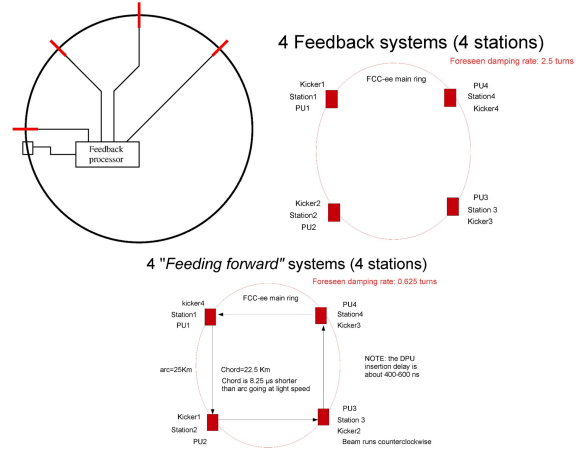 Feedback
processor
4 Feedback systems (4 stations)
Foreseen damping rate: 2.5 turns
FCC-ee main ring
Kicker1
Station1
PU1
PU4
Station4
Kicker4
Kicker2
Station2
PU2
PU3
Station 3
Kicker3
4 "Feeding forward" systems (4 stations)
Foreseen damping rate: 0.625 turns
FCC-ee main ring
kicker4
Station1
PU1
PU4
Station4
Kicker3
arc=25Km
Chord=22.5 Km
Chord is 8.25 µs shorter
than arc going at light speed
NOTE: the DPU
insertion delay is
about 400-600 ns
Kicker1
Station2
PU2
PU3
Station 3
Kicker2
Beam runs counterclockwise